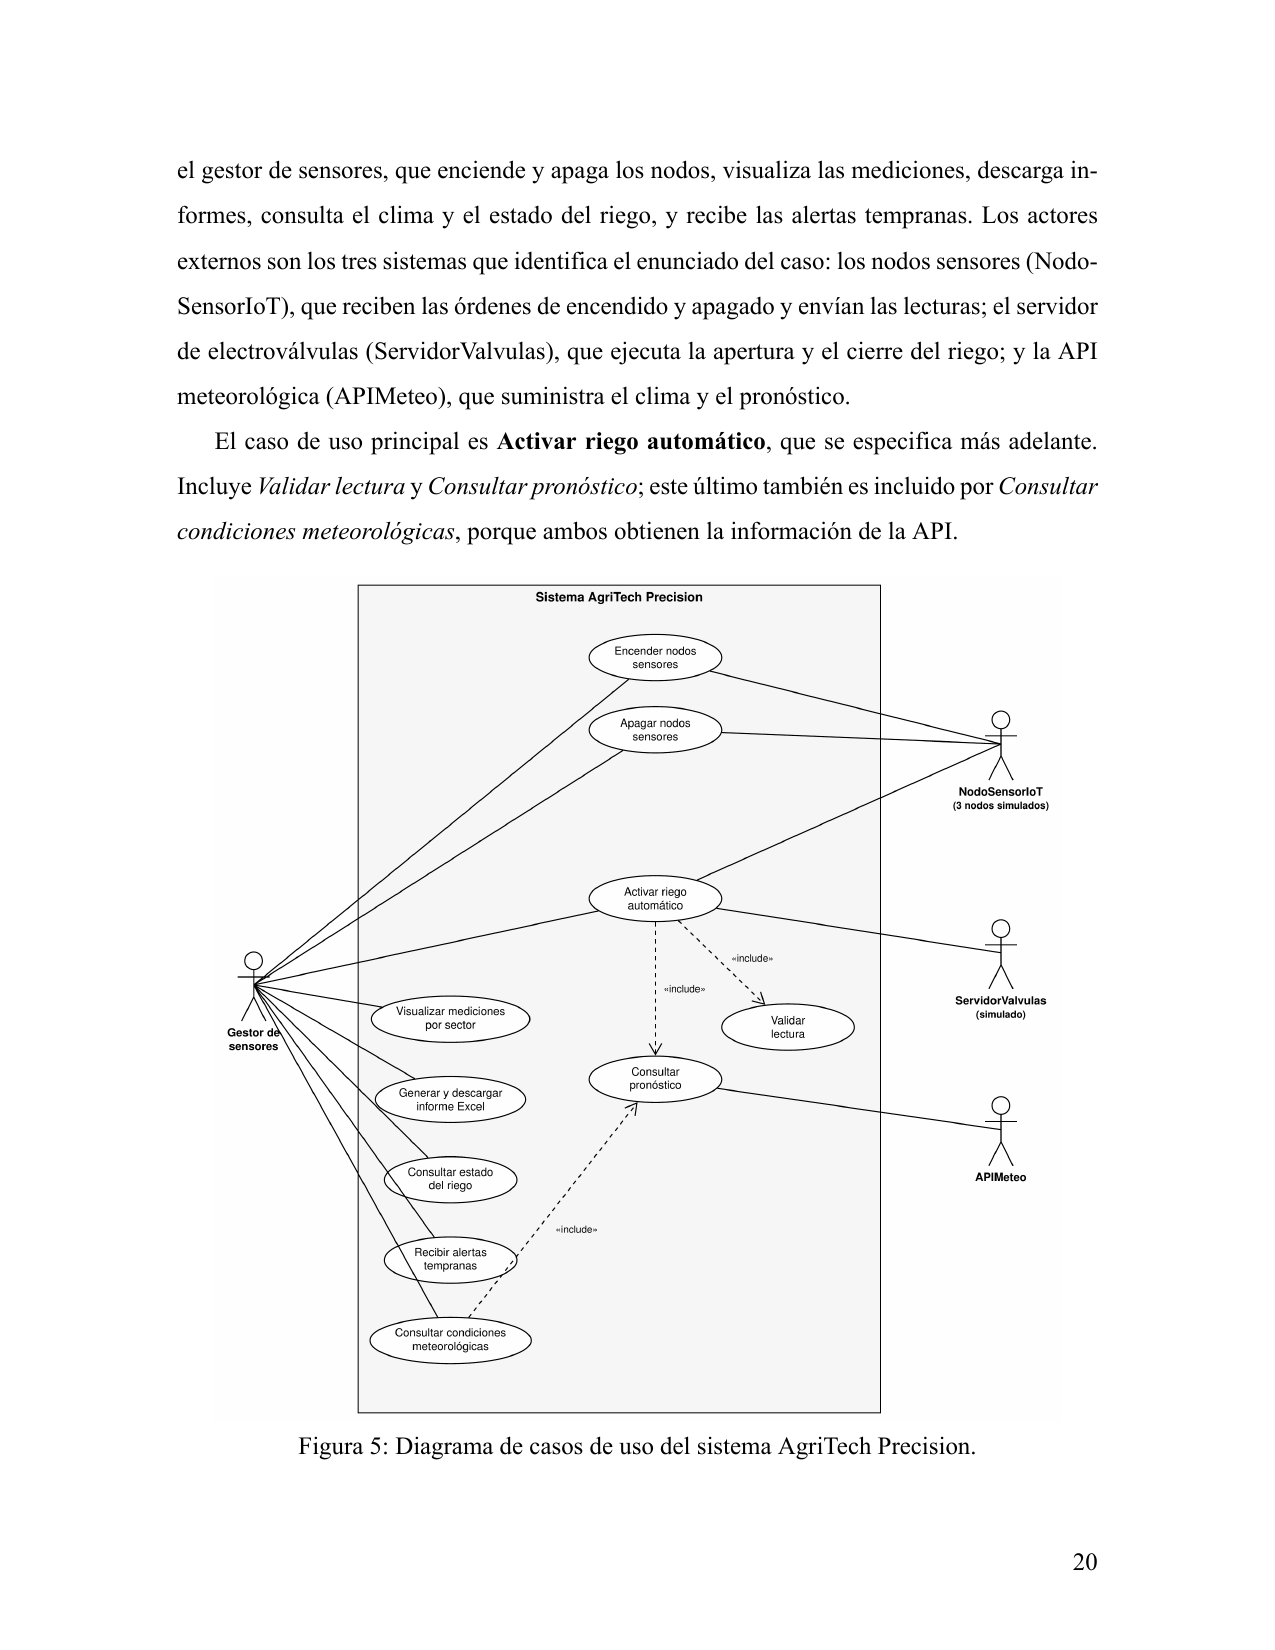 el gestor de sensores, que enciende y apaga los nodos, visualiza las mediciones, descarga in-
formes, consulta el clima y el estado del riego, y recibe las alertas tempranas. Los actores
externos son los tres sistemas que identifica el enunciado del caso: los nodos sensores (Nodo-
SensorIoT), que reciben las órdenes de encendido y apagado y envían las lecturas; el servidor
de electroválvulas (ServidorValvulas), que ejecuta la apertura y el cierre del riego; y la API
meteorológica (APIMeteo), que suministra el clima y el pronóstico.
El caso de uso principal es Activar riego automático, que se especifica más adelante.
Incluye Validar lectura y Consultar pronóstico; este último también es incluido por Consultar
condiciones meteorológicas, porque ambos obtienen la información de la API.
Sistema AgriTech Precision
Encender nodos
sensores
Apagar nodos
sensores
NodoSensorIoT
(3 nodos simulados)
Activar riego
automático
«include»
«include»
ServidorValvulas
(simulado)
Gestor de
sensores
Visualizar mediciones
por sector
Validar
lectura
Consultar
pronóstico
Generar y descargar
informe Excel
APIMeteo
Consultar estado
del riego
«include»
Recibir alertas
tempranas
Consultar condiciones
meteorológicas
Figura 5: Diagrama de casos de uso del sistema AgriTech Precision.
20